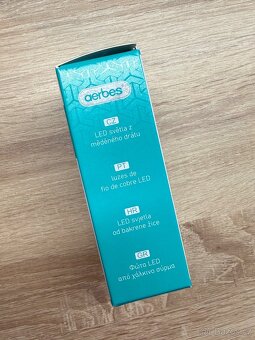 aerbes
CZ
LED světla z
měděného drátu
PT
luzes de
fio de cobre LED
HR
LED svjetla
od bakrene žice
GR
Φώτα LED
από χάλκινο σύρμα